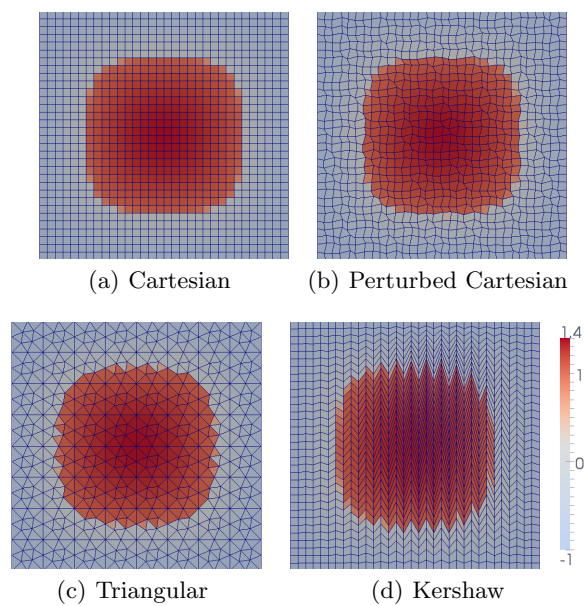 (a) Cartesian
(b) Perturbed Cartesian
1.4
1
0
-1
(c) Triangular
(d) Kershaw